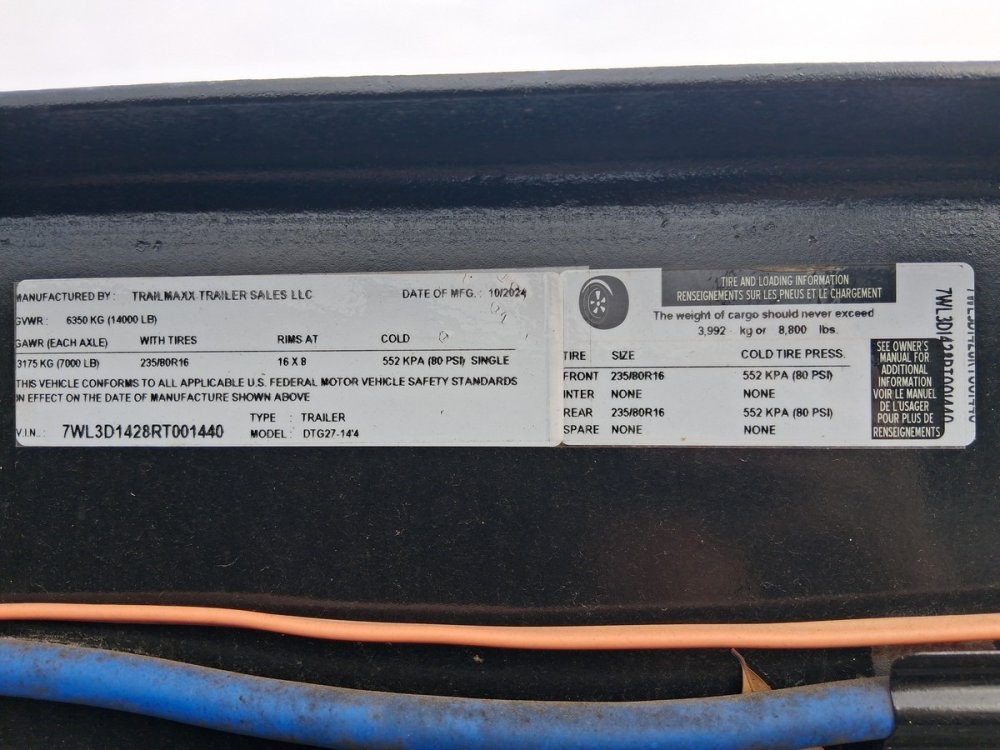 MANUFACTURED BY: TRAILMAXX TRAILER SALES LLC DATE OF MFG.: 10/2024
GVWR: 6350 KG (14000 LB)
GAWR (EACH AXLE) WITH TIRES RIMS AT COLD
3175 KG (7000 LB) 235/80R16 16 X 8 552 KPA (80 PSI) SINGLE
THIS VEHICLE CONFORMS TO ALL APPLICABLE U.S. FEDERAL MOTOR VEHICLE SAFETY STANDARDS
IN EFFECT ON THE DATE OF MANUFACTURE SHOWN ABOVE
TYPE : TRAILER
V.I.N..: 7WL3D1428RT001440 MODEL: DTG27-14'4
TIRE AND LOADING INFORMATION
RENSEIGNEMENTS SUR LES PNEUS ET LE CHARGEMENT
The weight of cargo should never exceed
3,992 kg or 8,800 lbs.
TIRE SIZE COLD TIRE PRESS.
FRONT 235/80R16 552 KPA (80 PSI)
INTER NONE NONE
REAR 235/80R16 552 KPA (80 PSI)
SPARE NONE NONE
SEE OWNER'S
MANUAL FOR
ADDITIONAL
INFORMATION
VOIR LE MANUEL
DE L'USAGER
POUR PLUS DE
RENSEIGNEMENTS